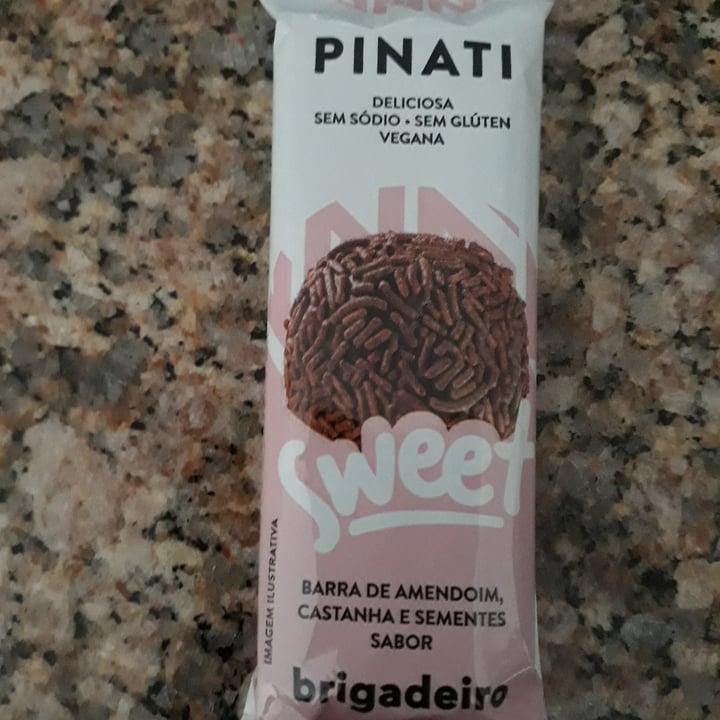 PINATI
DELICIOSA
SEM SÓDIO • SEM GLÚTEN
VEGANA
sweet
IMAGEM ILUSTRATIVA
BARRA DE AMENDOIM,
CASTANHA E SEMENTES
SABOR
brigadeiro